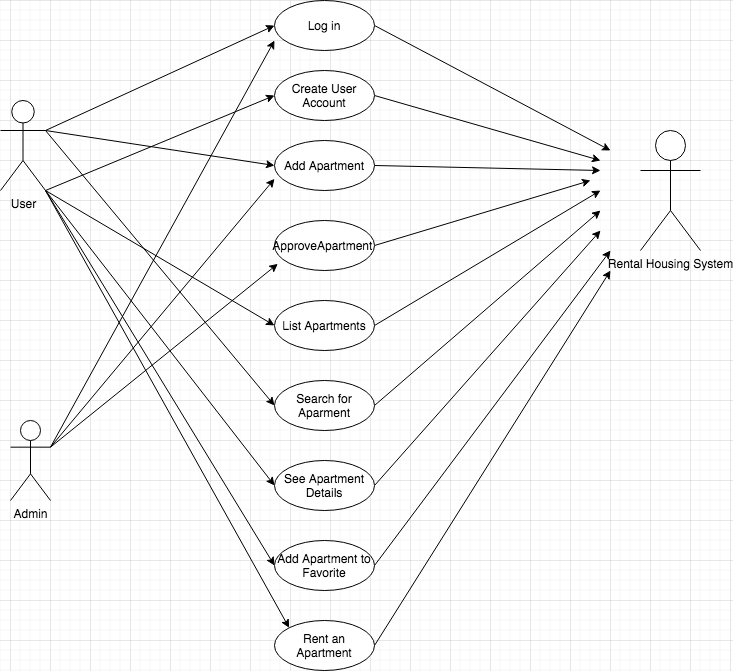 Log in
Create User
Account
Add Apartment
User
ApproveApartment
Rental Housing System
List Apartments
Search for
Aparment
See Apartment
Details
Admin
Add Apartment to
Favorite
Rent an
Apartment